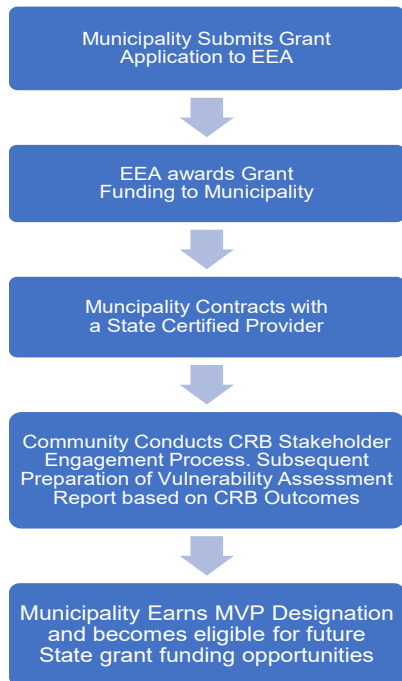 Municipality Submits Grant
Application to EEA
EEA awards Grant
Funding to Municipality
Muncipality Contracts with
a State Certified Provider
Community Conducts CRB Stakeholder
Engagement Process. Subsequent
Preparation of Vulnerability Assessment
Report based on CRB Outcomes
Municipality Earns MVP Designation
and becomes eligible for future
State grant funding opportunities